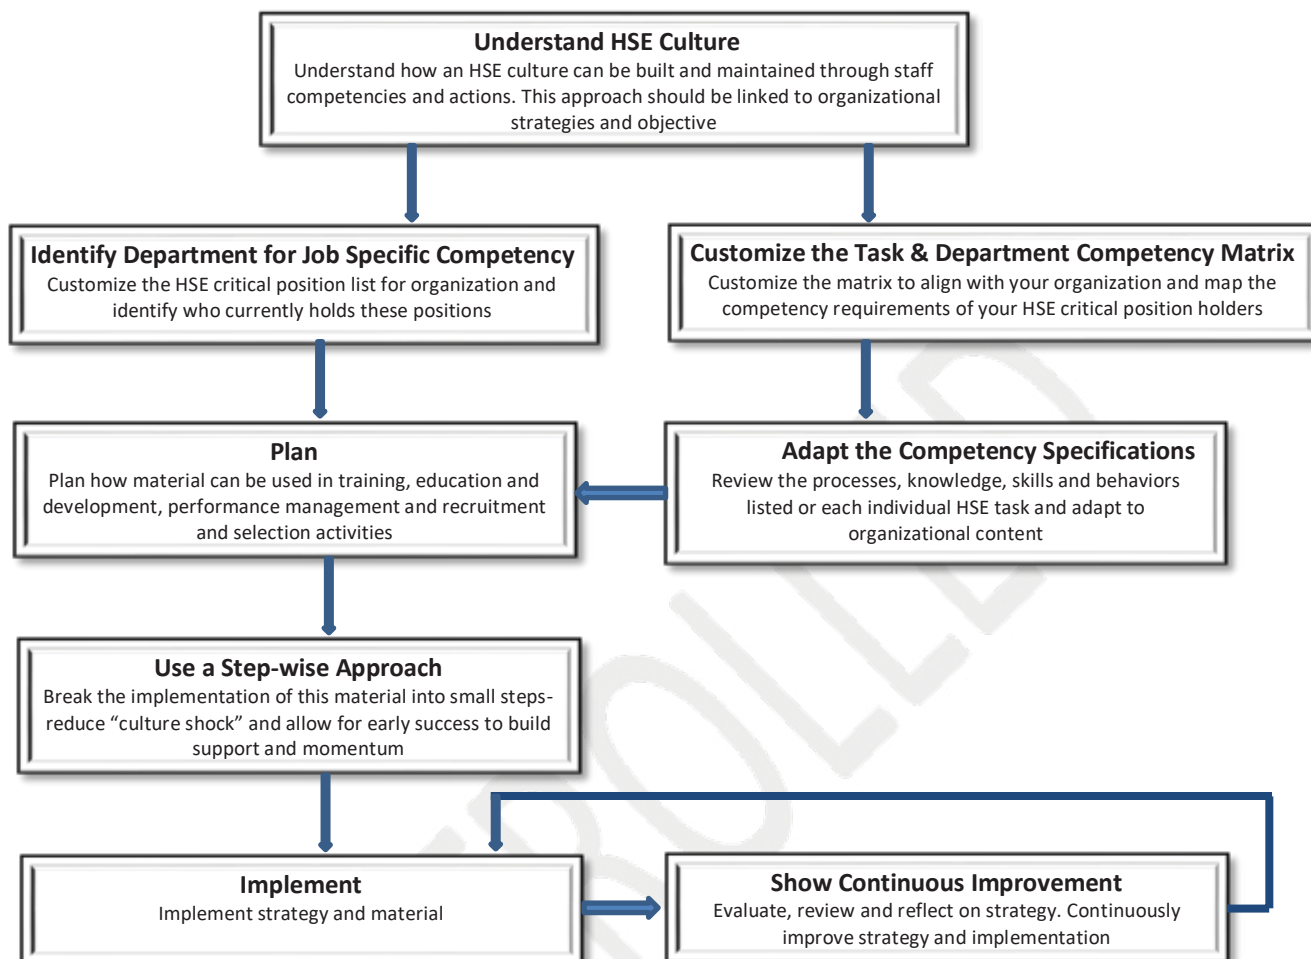 Understand HSE Culture
Understand how an HSE culture can be built and maintained through staff
competencies and actions. This approach should be linked to organizational
strategies and objective
Identify Department for Job Specific Competency
Customize the HSE critical position list for organization and
identify who currently holds these positions
Customize the Task & Department Competency Matrix
Customize the matrix to align with your organization and map the
competency requirements of your HSE critical position holders
Plan
Plan how material can be used in training, education and
development, performance management and recruitment
and selection activities
Adapt the Competency Specifications
Review the processes, knowledge, skills and behaviors
listed or each individual HSE task and adapt to
organizational content
Use a Step-wise Approach
Break the implementation of this material into small steps-
reduce “culture shock” and allow for early success to build
support and momentum
Implement
Implement strategy and material
Show Continuous Improvement
Evaluate, review and reflect on strategy. Continuously
improve strategy and implementation